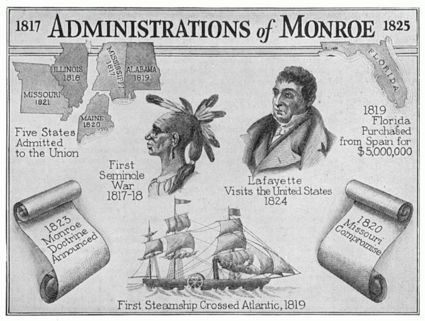 1817 ADMINISTRATIONS of MONROE 1825
ILLINOIS
1818
MISSISSIPPI
1817
ALABAMA
1819
MISSOURI
1821
MAINE
1820
Five States
Admitted
to the Union
First
Seminole
War
1817-18
Lafayette
Visits the United States
1824
FLORIDA
1819
Florida
Purchased
from Spain for
$5,000,000
1823
Monroe
Doctrine
Announced
1820
Missouri
Compromise
First Steamship Crossed Atlantic, 1819